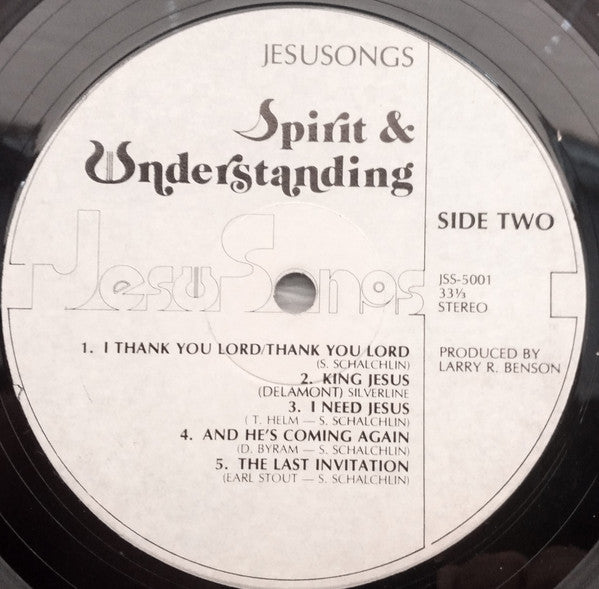 JESUSONGS
Spirit &
Understanding
SIDE TWO
JesuSongs
JSS-5001
33⅓
STEREO
1. I THANK YOU LORD/THANK YOU LORD
(S. SCHALCHLIN)
2. KING JESUS
(DELAMONT) SILVERLINE
3. I NEED JESUS
( T. HELM — S. SCHALCHLIN)
4. AND HE'S COMING AGAIN
(D. BYRAM — S. SCHALCHLIN)
5. THE LAST INVITATION
(EARL STOUT — S. SCHALCHLIN)
PRODUCED BY
LARRY R. BENSON